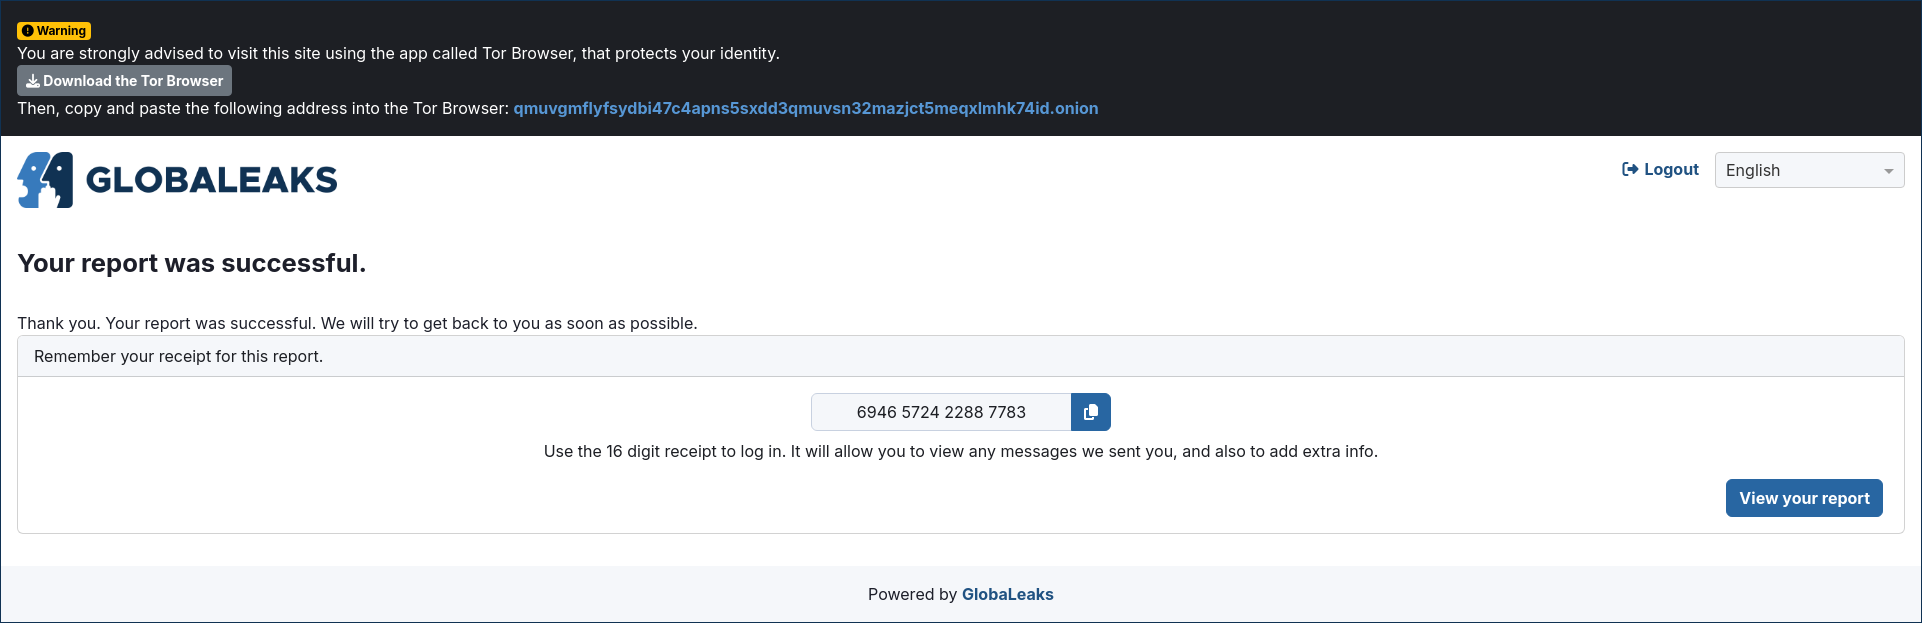 Warning
You are strongly advised to visit this site using the app called Tor Browser, that protects your identity.
Download the Tor Browser
Then, copy and paste the following address into the Tor Browser: qmuvgmflyfsydbi47c4apns5sxdd3qmuvsn32mazjct5meqxlmhk74id.onion
GLOBALEAKS
Logout
English
Your report was successful.
Thank you. Your report was successful. We will try to get back to you as soon as possible.
Remember your receipt for this report.
6946 5724 2288 7783
Use the 16 digit receipt to log in. It will allow you to view any messages we sent you, and also to add extra info.
View your report
Powered by GlobaLeaks